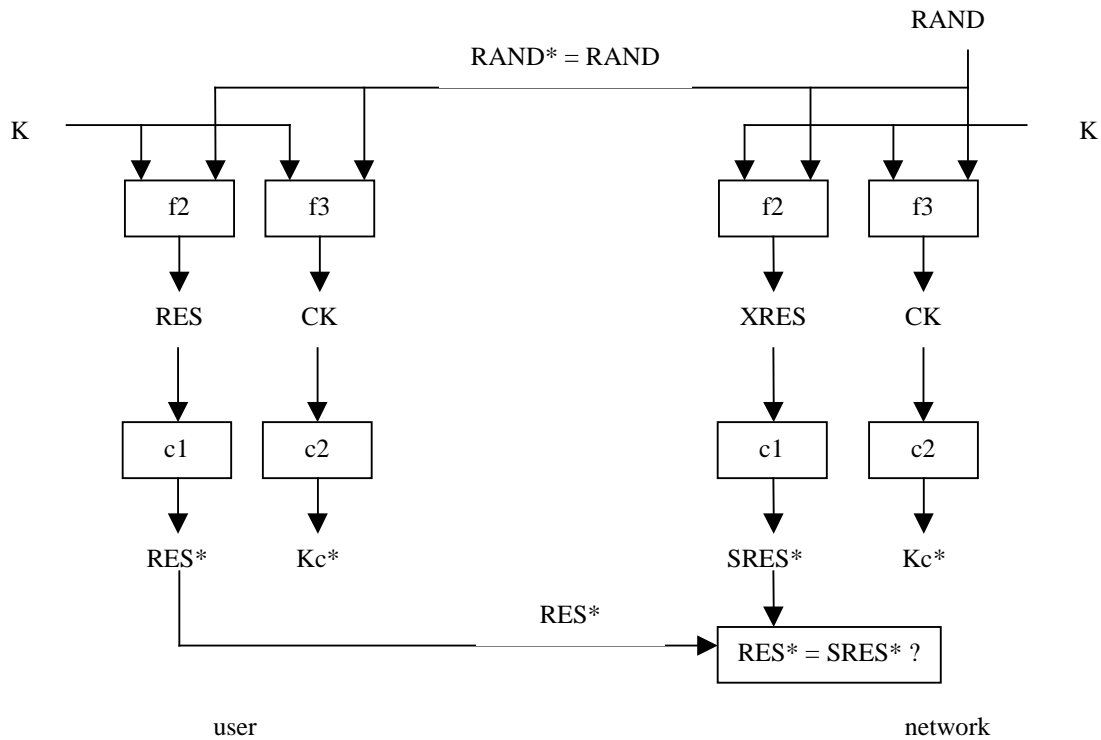 RAND
RAND* = RAND
K K
f2 f3 f2 f3
RES CK XRES CK
c1 c2 c1 c2
RES* Kc* SRES* Kc*
RES*
RES* = SRES* ?
user network